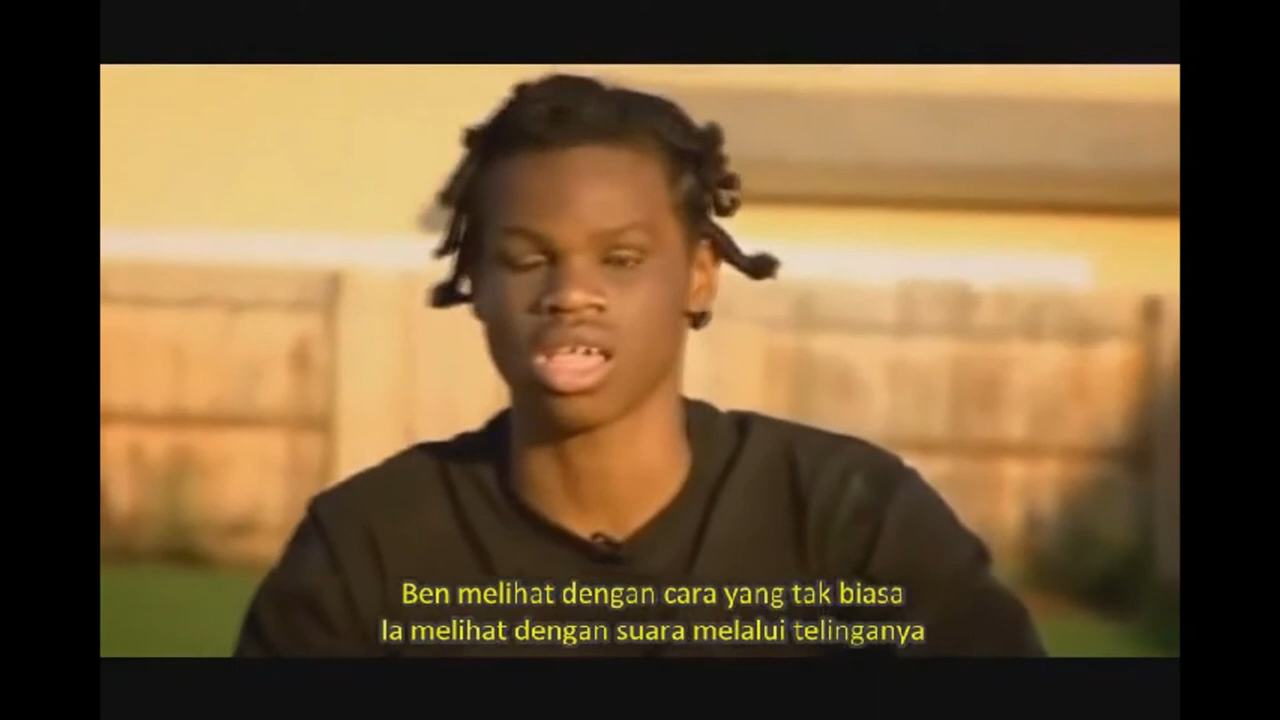 Ben melihat dengan cara yang tak biasa
Ia melihat dengan suara melalui telinganya